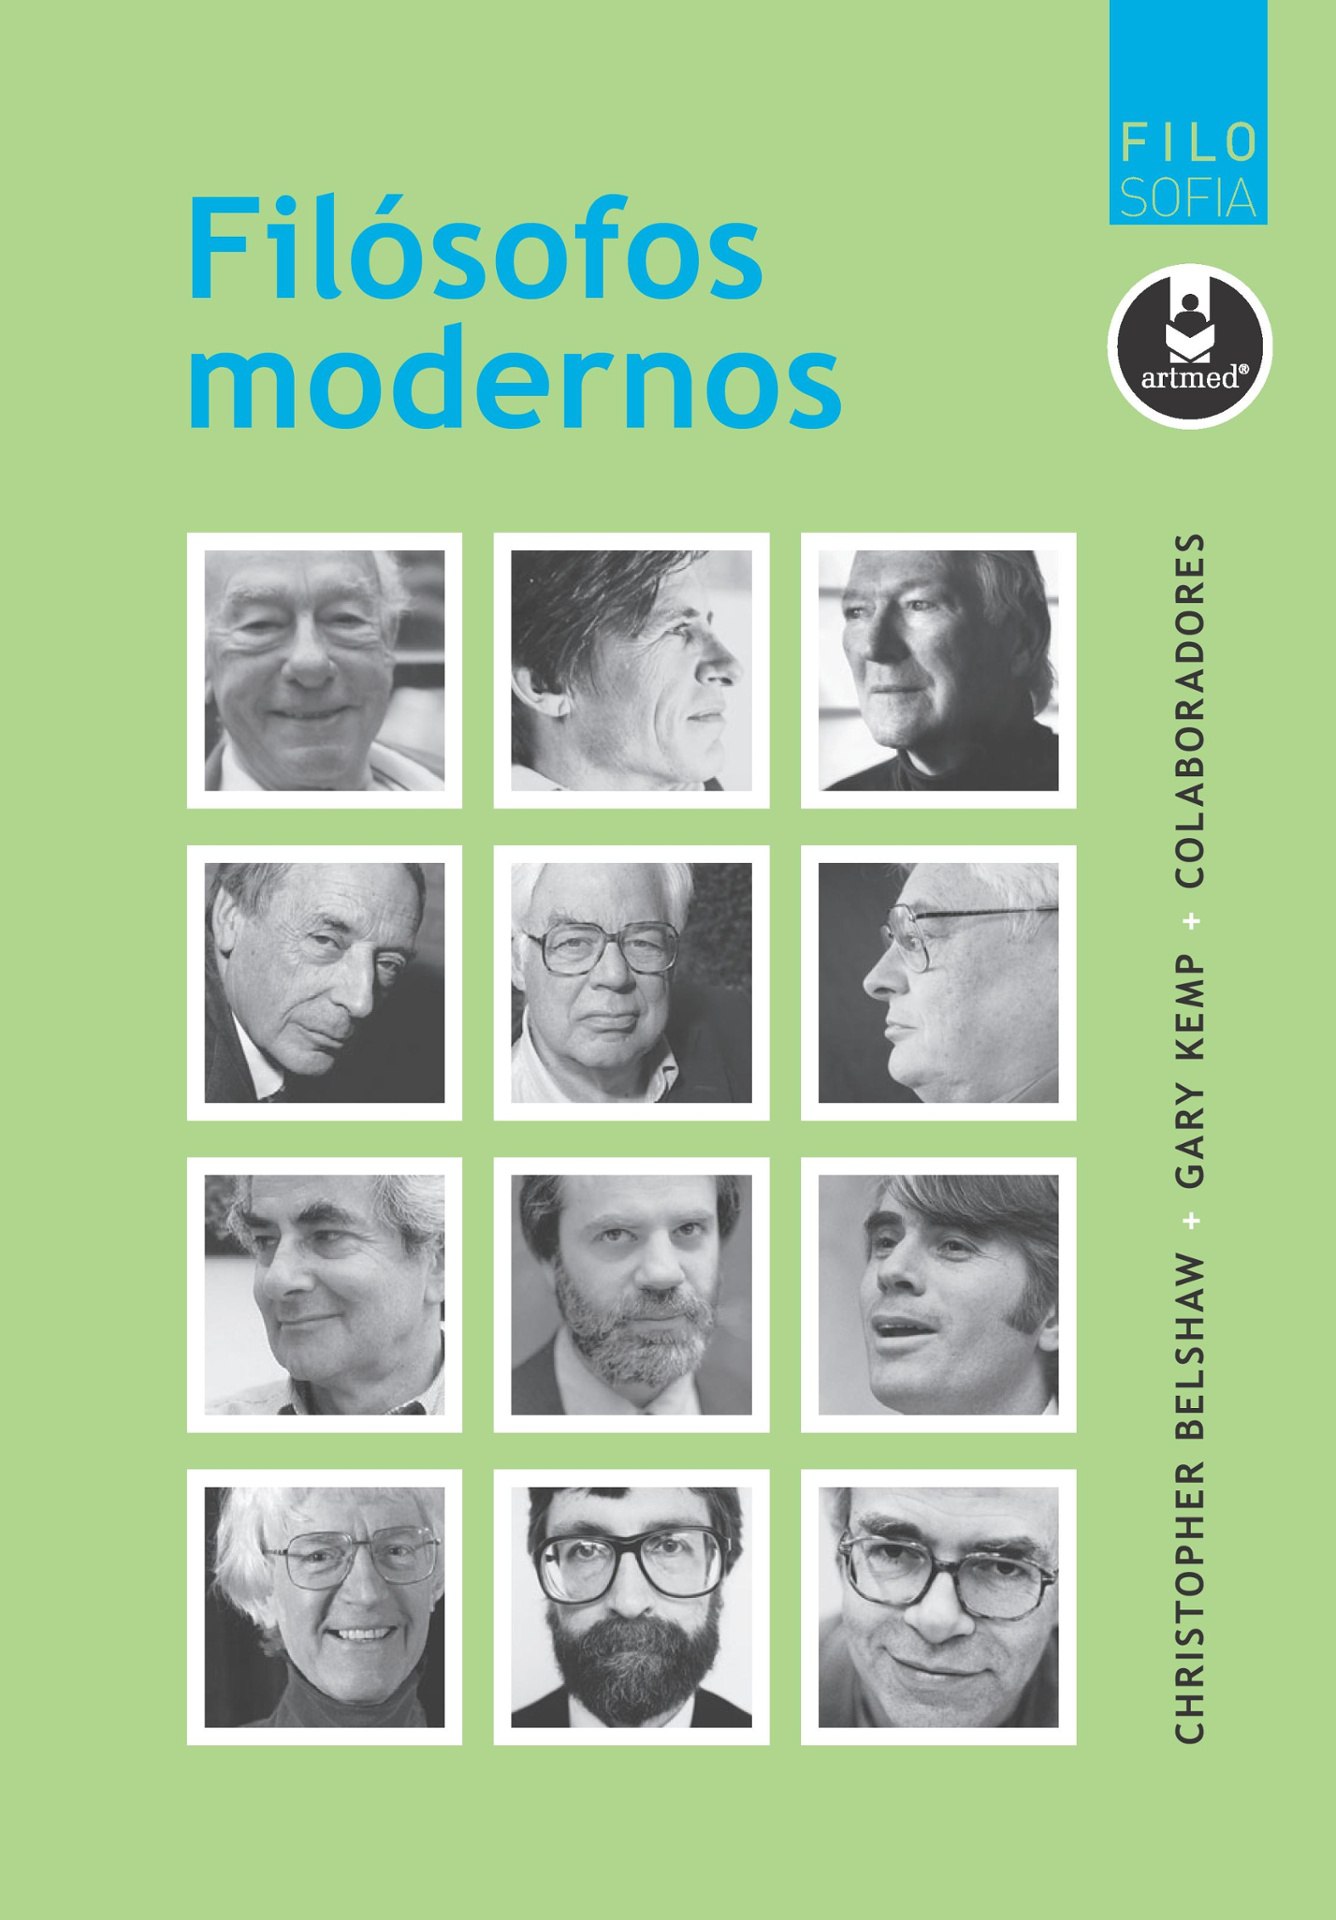 FILO
SOFIA
Filósofos
modernos
artmed®
CHRISTOPHER BELSHAW + GARY KEMP + COLABORADORES